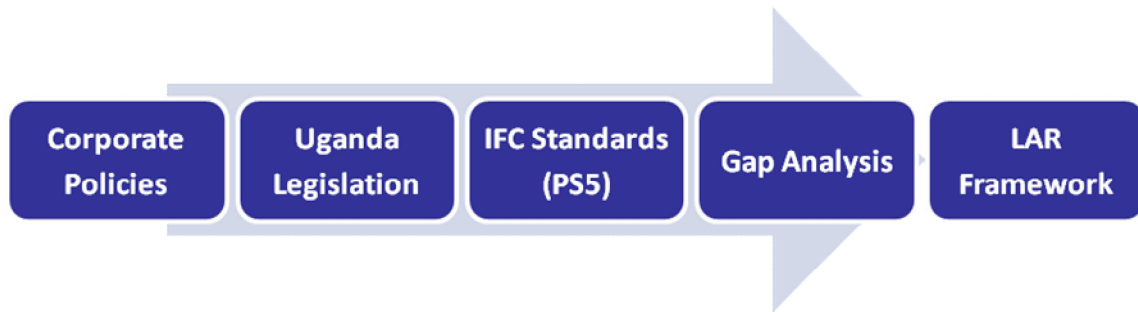 Corporate
Policies
Uganda
Legislation
IFC Standards
(PS5)
Gap Analysis
LAR
Framework